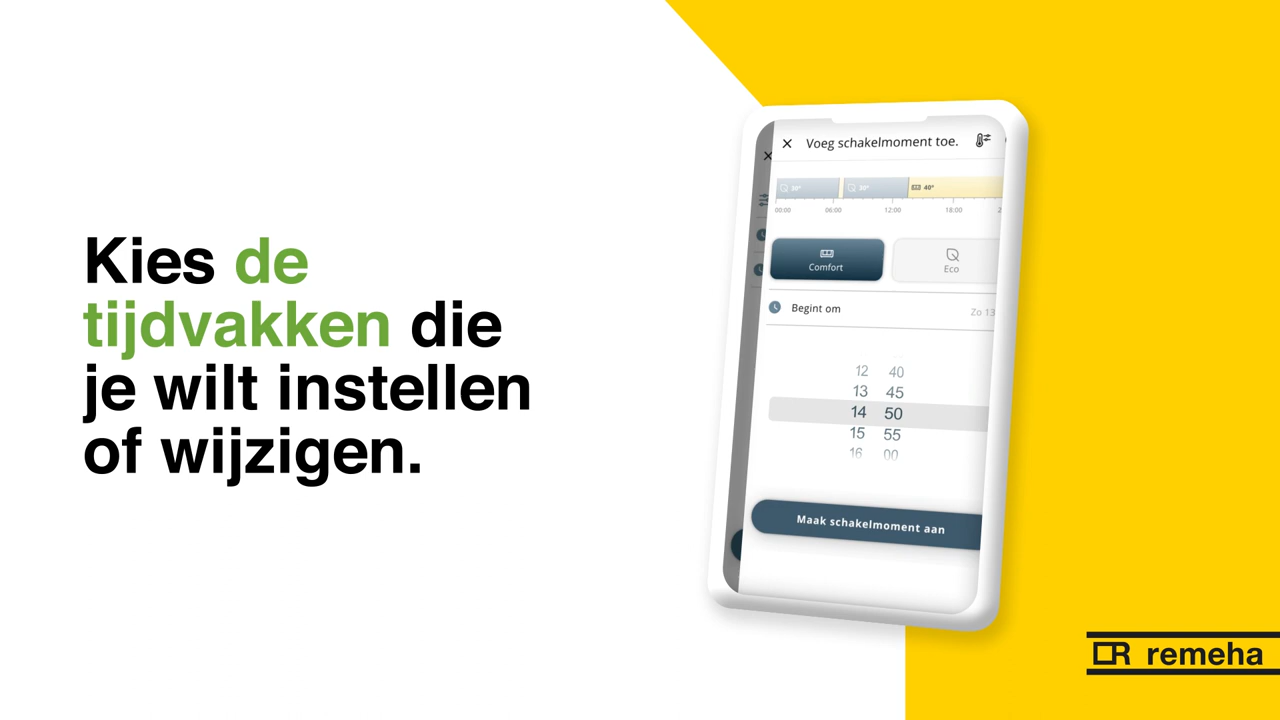 Kies de
tijdvakken die
je wilt instellen
of wijzigen.
Voeg schakelmoment toe.
30° 30° 40°
00:00 06:00 12:00 18:00
Comfort Eco
Begint om Zo 13
12 40
13 45
14 50
15 55
16 00
Maak schakelmoment aan
remeha